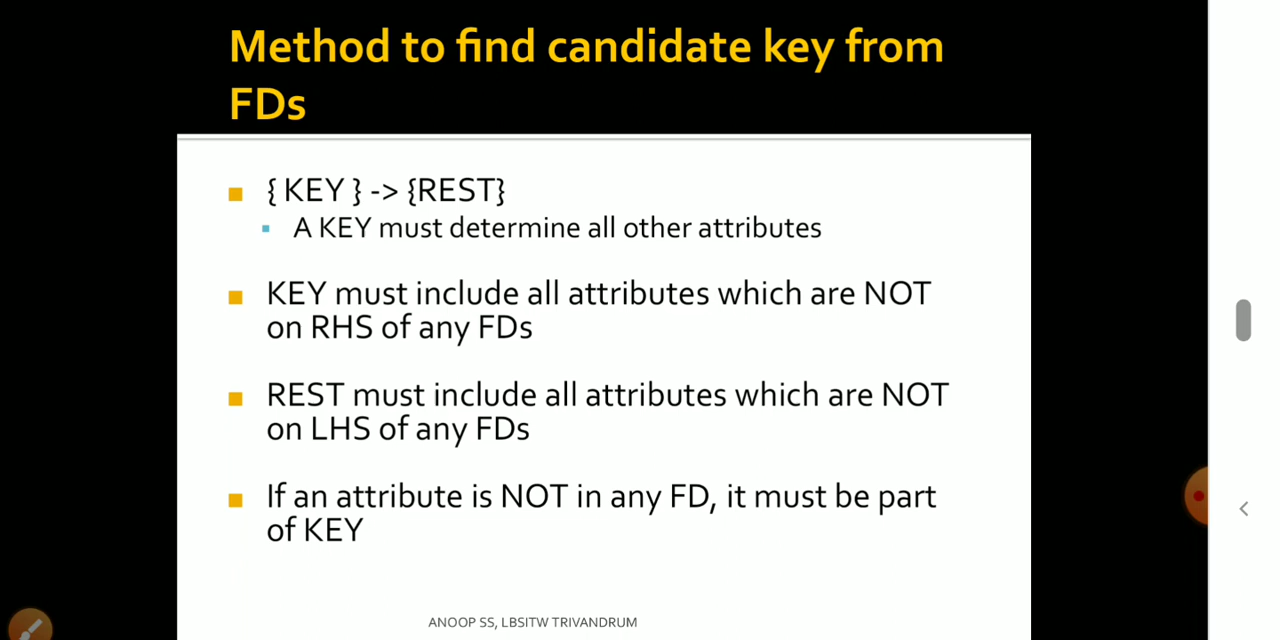 Method to find candidate key from
FDs
{ KEY } -> {REST}
A KEY must determine all other attributes
KEY must include all attributes which are NOT
on RHS of any FDs
REST must include all attributes which are NOT
on LHS of any FDs
If an attribute is NOT in any FD, it must be part
of KEY
ANOOP SS, LBSITW TRIVANDRUM